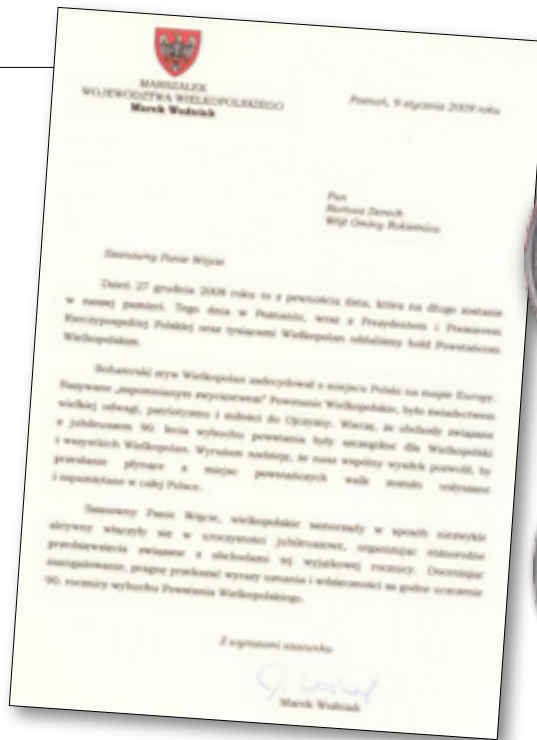 MARSZAŁEK
WOJEWÓDZTWA WIELKOPOLSKIEGO
Marek Woźniak
Poznań, 9 stycznia 2009 roku
Pan
Wójt Gminy Rokietnica
Szanowny Panie Wójcie
Dzień 27 grudnia 2008 roku to z pewnością data, która na długo zostanie
w naszej pamięci. Tego dnia w Poznaniu, wraz z Prezydentem i Premierem
Rzeczypospolitej Polskiej oraz tysiącami Wielkopolan oddaliśmy hołd Powstańcom
Wielkopolskim.
Bohaterski zryw Wielkopolan zadecydował o miejscu Polski na mapie Europy.
Nazywane „zapomnianym zwycięstwem” Powstanie Wielkopolskie, było świadectwem
wielkiej odwagi, patriotyzmu i miłości do Ojczyzny. Wierzę, że obchody związane
z jubileuszem 90. lecia wybuchu powstania były szczególne dla Wielkopolski
i wszystkich Wielkopolan. Wyrażam nadzieję, że nasz wspólny wysiłek pozwolił, by
przesłanie płynące z miejsc powstańczych walk zostało usłyszane
i zapamiętane w całej Polsce.
Szanowny Panie Wójcie, wielkopolskie samorządy w sposób niezwykle
aktywny włączyły się w uroczystości jubileuszowe, organizując różnorodne
przedsięwzięcia związane z obchodami tej wyjątkowej rocznicy. Doceniając
zaangażowanie, pragnę przekazać wyrazy uznania i wdzięczności za godne uczczenie
90. rocznicy wybuchu Powstania Wielkopolskiego.
Z wyrazami szacunku
Marek Woźniak